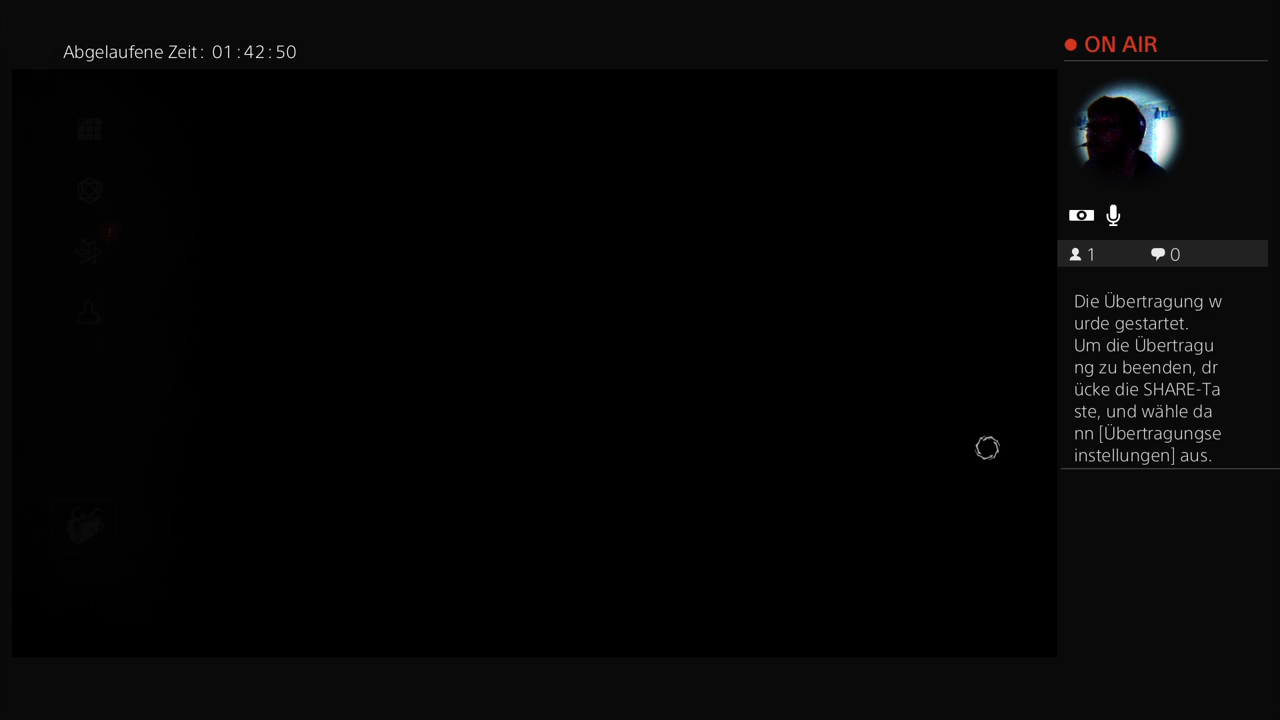 Abgelaufene Zeit: 01:42:50
ON AIR
1 0
Die Übertragung w
urde gestartet.
Um die Übertragu
ng zu beenden, dr
ücke die SHARE-Ta
ste, und wähle da
nn [Übertragungse
instellungen] aus.